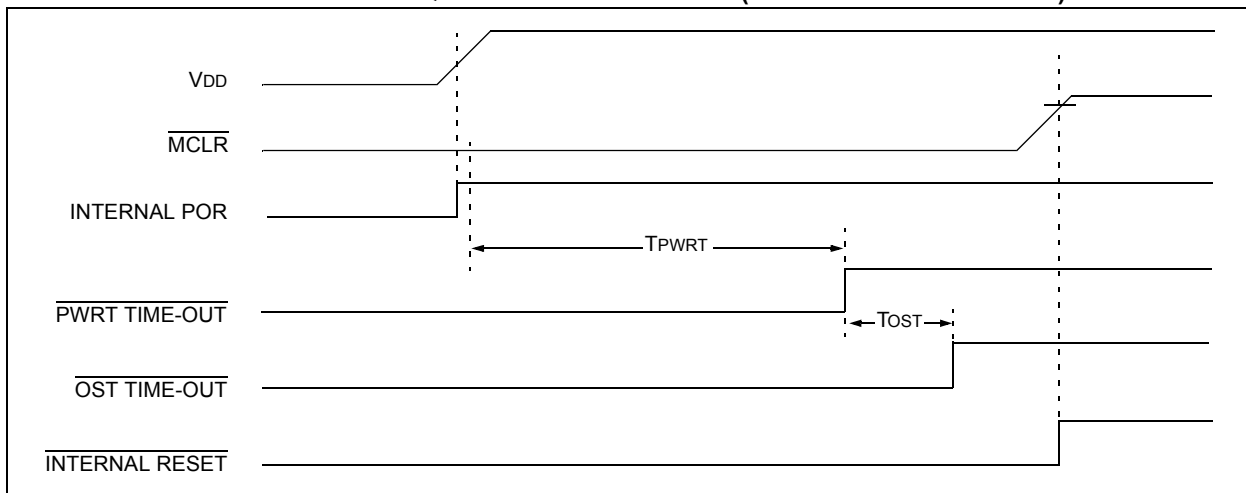 VDD
MCLR
INTERNAL POR
TPWRT
PWRT TIME-OUT
TOST
OST TIME-OUT
INTERNAL RESET